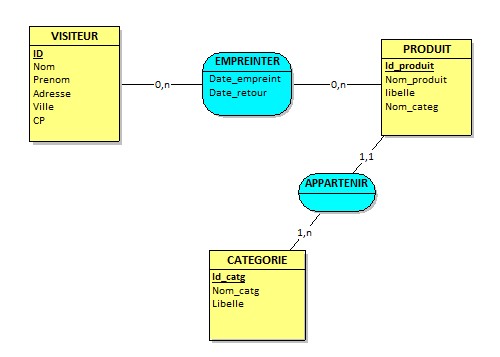 VISITEUR
ID
Nom
Prenom
Adresse
Ville
CP
0,n
EMPREINTER
Date_empreint
Date_retour
0,n
PRODUIT
Id_produit
Nom_produit
libelle
Nom_categ
1,1
APPARTENIR
1,n
CATEGORIE
Id_catg
Nom_catg
Libelle